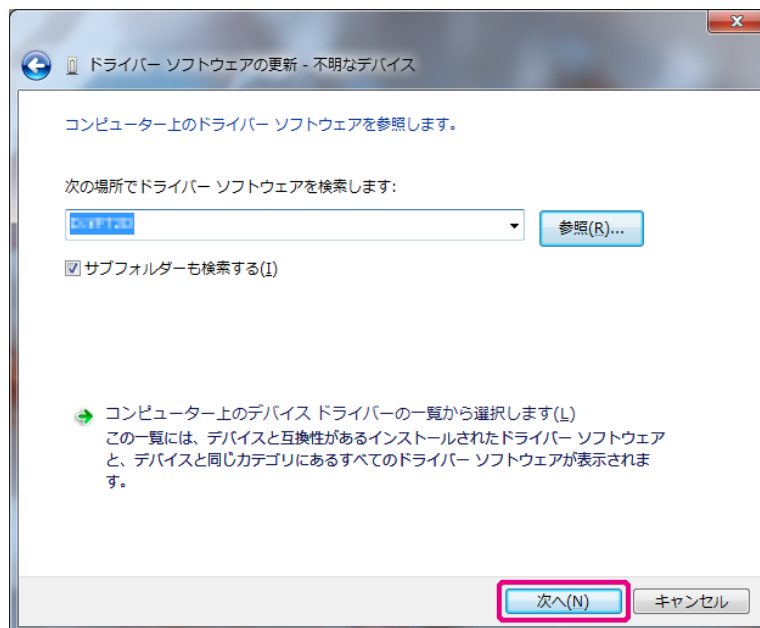 ドライバー ソフトウェアの更新 - 不明なデバイス
コンピューター上のドライバー ソフトウェアを参照します。
次の場所でドライバー ソフトウェアを検索します:
参照(R)...
サブフォルダーも検索する(I)
コンピューター上のデバイス ドライバーの一覧から選択します(L)
この一覧には、デバイスと互換性があるインストールされたドライバー ソフトウェア
と、デバイスと同じカテゴリにあるすべてのドライバー ソフトウェアが表示されま
す。
次へ(N)
キャンセル